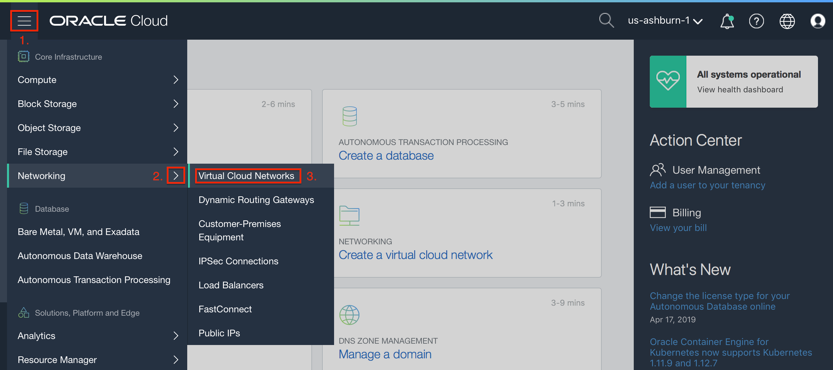 ORACLE Cloud
us-ashburn-1
1.
Core Infrastructure
Compute
Block Storage
Object Storage
File Storage
Networking
2.
Database
Bare Metal, VM, and Exadata
Autonomous Data Warehouse
Autonomous Transaction Processing
Solutions, Platform and Edge
Analytics
Resource Manager
Virtual Cloud Networks
3.
Dynamic Routing Gateways
Customer-Premises
Equipment
IPSec Connections
Load Balancers
FastConnect
Public IPs
2-6 mins
3-5 mins
AUTONOMOUS TRANSACTION PROCESSING
Create a database
1-3 mins
NETWORKING
Create a virtual cloud network
3-9 mins
DNS ZONE MANAGEMENT
Manage a domain
All systems operational
View health dashboard
Action Center
User Management
Add a user to your tenancy
Billing
View your bill
What's New
Change the license type for your
Autonomous Database online
Apr 17, 2019
Oracle Container Engine for
Kubernetes now supports Kubernetes
1.11.9 and 1.12.7